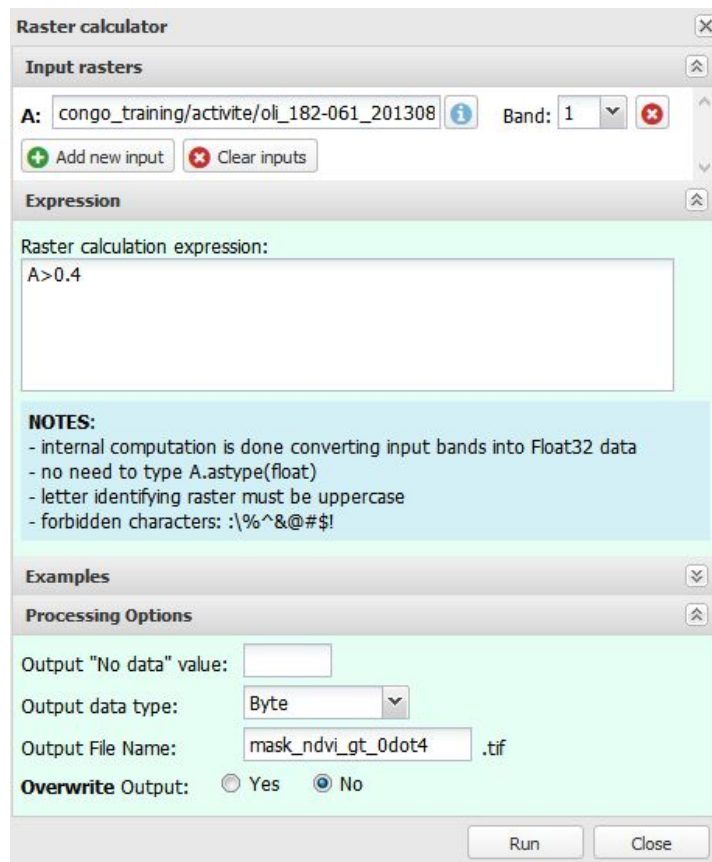 Raster calculator
Input rasters
A: congo_training/activite/oli_182-061_201308 Band: 1
Add new input Clear inputs
Expression
Raster calculation expression:
A>0.4
NOTES:
- internal computation is done converting input bands into Float32 data
- no need to type A.astype(float)
- letter identifying raster must be uppercase
- forbidden characters: :\%^&@#$!
Examples
Processing Options
Output "No data" value:
Output data type: Byte
Output File Name: mask_ndvi_gt_0dot4 .tif
Overwrite Output: Yes No
Run Close